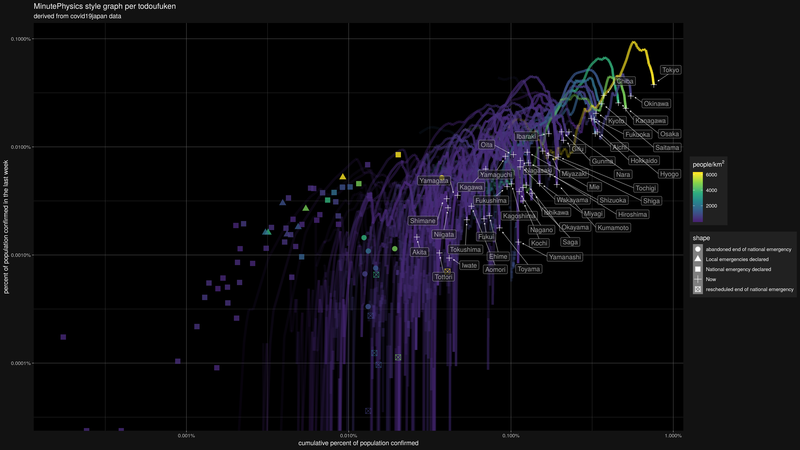 MinutePhysics style graph per todoufuken
derived from covid19japan data
percent of population confirmed in the last week
0.1000%
0.0100%
0.0010%
0.0001%
Tokyo
Chiba
Okinawa
Kyoto
Kanagawa
Fukuoka
Osaka
Ibaraki
Oita
Gifu
Aichi
Saitama
Gunma
Hokkaido
Nagasaki
Miyazaki
Nara
Hyogo
Yamagata
Yamaguchi
Kagawa
Mie
Tochigi
Fukushima
Wakayama
Shizuoka
Shiga
Kagoshima
Ishikawa
Miyagi
Hiroshima
Shimane
Niigata
Nagano
Okayama
Kumamoto
Fukui
Kochi
Saga
Akita
Tokushima
Ehime
Yamanashi
Iwate
Aomori
Toyama
Tottori
0.001%
0.010%
0.100%
1.000%
cumulative percent of population confirmed
people/km²
6000
4000
2000
shape
abandoned end of national emergency
Local emergencies declared
National emergency declared
Now
rescheduled end of national emergency